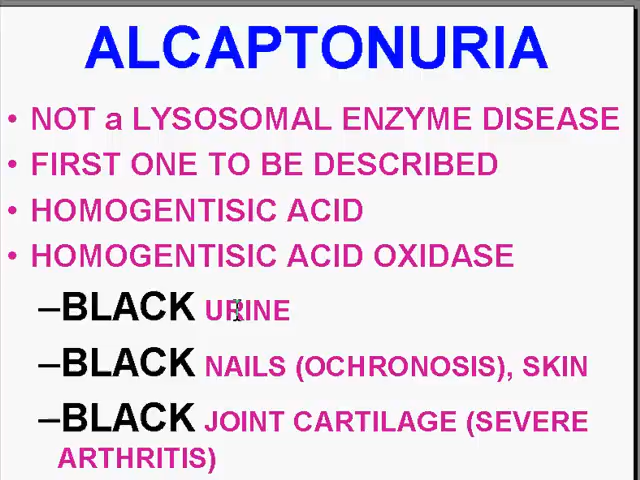 ALCAPTONURIA
• NOT a LYSOSOMAL ENZYME DISEASE
• FIRST ONE TO BE DESCRIBED
• HOMOGENTISIC ACID
• HOMOGENTISIC ACID OXIDASE
–BLACK URINE
–BLACK NAILS (OCHRONOSIS), SKIN
–BLACK JOINT CARTILAGE (SEVERE
ARTHRITIS)